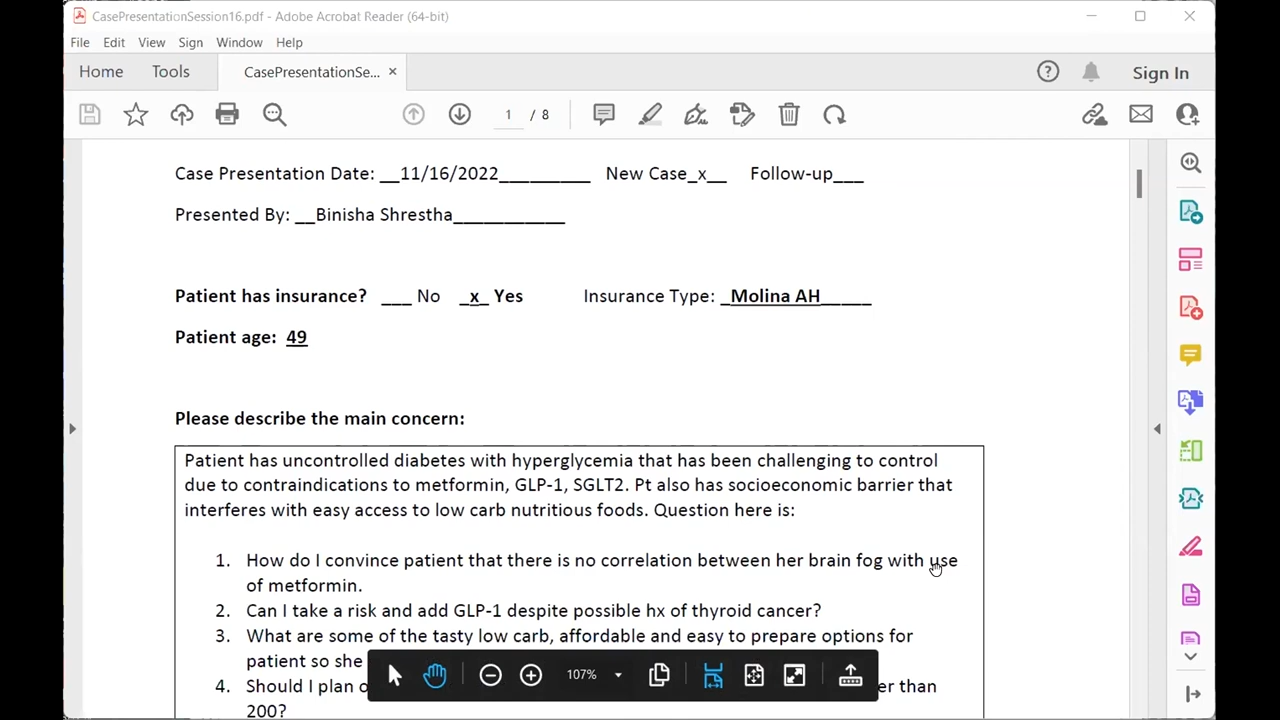 CasePresentationSession16.pdf - Adobe Acrobat Reader (64-bit)
File Edit View Sign Window Help
Home Tools CasePresentationSe... × Sign In
1 / 8
Case Presentation Date: __11/16/2022_________ New Case_x__ Follow-up___
Presented By: __Binisha Shrestha___________
Patient has insurance? ___ No _x_ Yes Insurance Type: _Molina AH_____
Patient age: 49
Please describe the main concern:
Patient has uncontrolled diabetes with hyperglycemia that has been challenging to control
due to contraindications to metformin, GLP-1, SGLT2. Pt also has socioeconomic barrier that
interferes with easy access to low carb nutritious foods. Question here is:
1. How do I convince patient that there is no correlation between her brain fog with use
of metformin.
2. Can I take a risk and add GLP-1 despite possible hx of thyroid cancer?
3. What are some of the tasty low carb, affordable and easy to prepare options for
patient so she
107%
4. Should I plan er than
200?